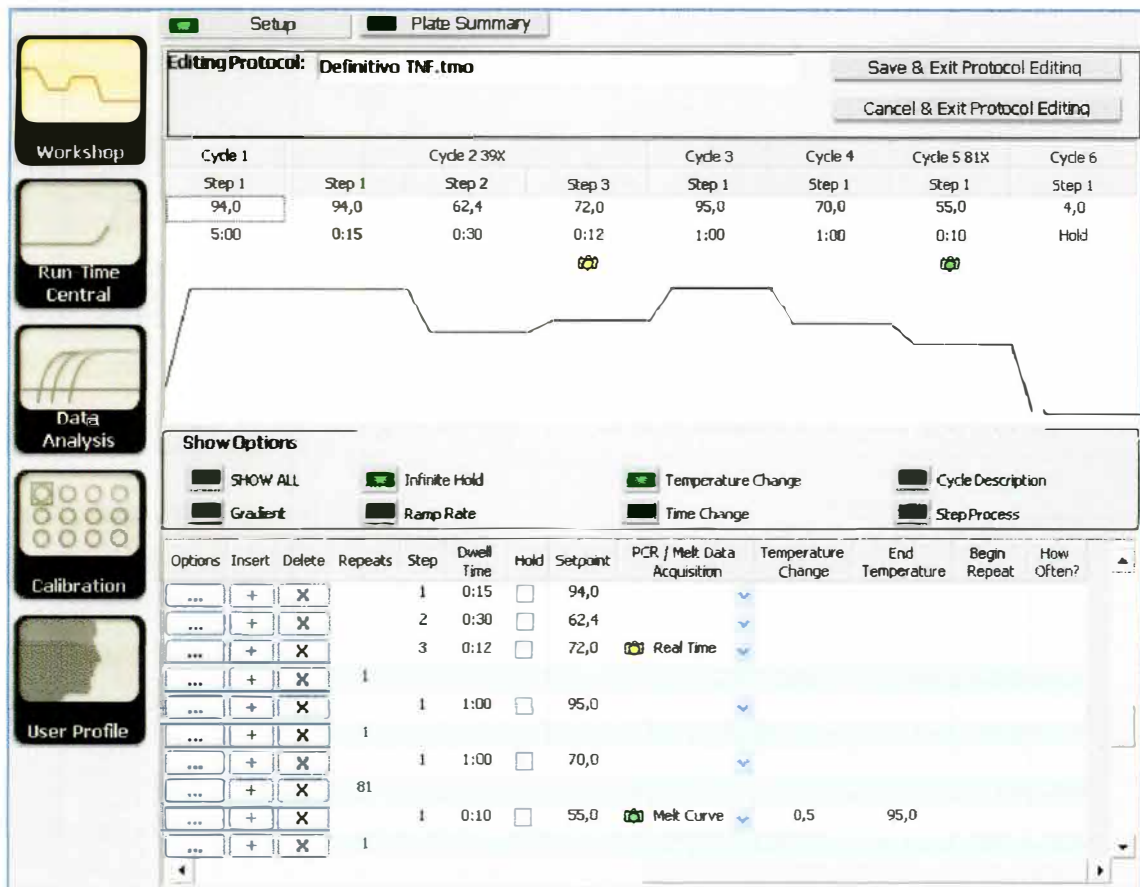 Setup
Plate Summary
Editing Protocol: Definitivo TNF.tmo
Save & Exit Protocol Editing
Cancel & Exit Protocol Editing
Workshop
Run-Time
Central
Data
Analysis
Calibration
User Profile
Cycle 1 Cycle 2 39X Cycle 3 Cycle 4 Cycle 5 81X Cycle 6
Step 1 Step 1 Step 2 Step 3 Step 1 Step 1 Step 1 Step 1
94,0 94,0 62,4 72,0 95,0 70,0 55,0 4,0
5:00 0:15 0:30 0:12 1:00 1:00 0:10 Hold
Show Options
SHOW ALL Infinite Hold Temperature Change Cycle Description
Gradient Ramp Rate Time Change Step Process
Options Insert Delete Repeats Step Dwell Time Hold Setpoint PCR / Melt Data Acquisition Temperature Change End Temperature Begin Repeat How Often?
... + X 1 0:15 94,0
... + X 2 0:30 62,4
... + X 3 0:12 72,0 Real Time
... + X 1
... + X 1 1:00 95,0
... + X 1
... + X 1 1:00 70,0
... + X 81
... + X 1 0:10 55,0 Melt Curve 0,5 95,0
... + X 1